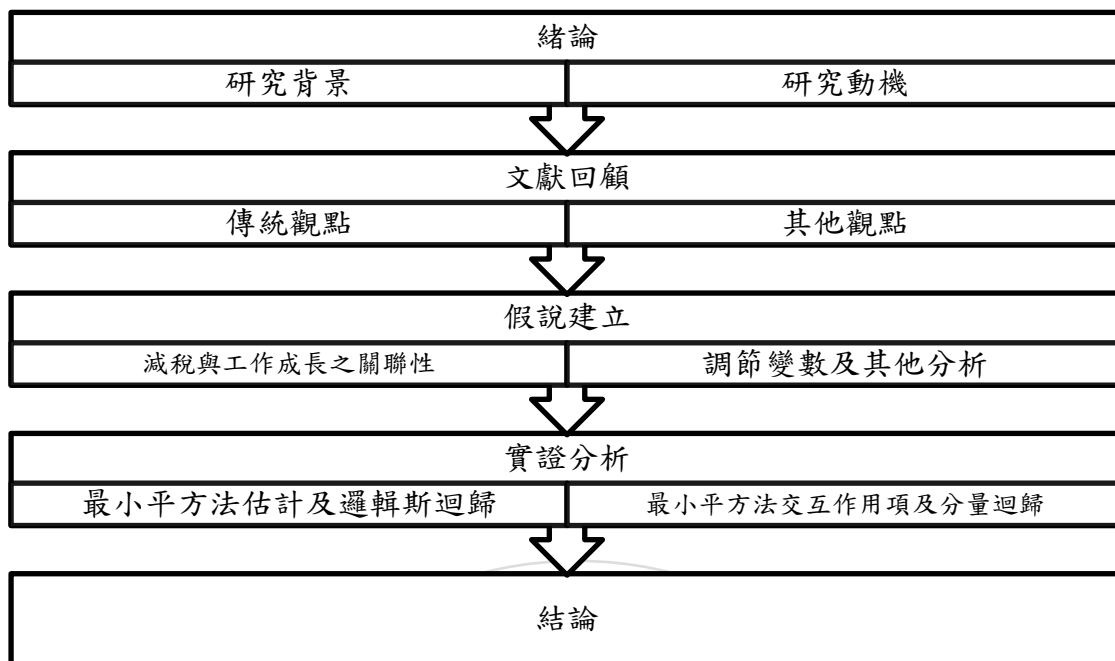 緒論
研究背景
研究動機
文獻回顧
傳統觀點
其他觀點
假說建立
減稅與工作成長之關聯性
調節變數及其他分析
實證分析
最小平方法估計及邏輯斯迴歸
最小平方法交互作用項及分量迴歸
結論